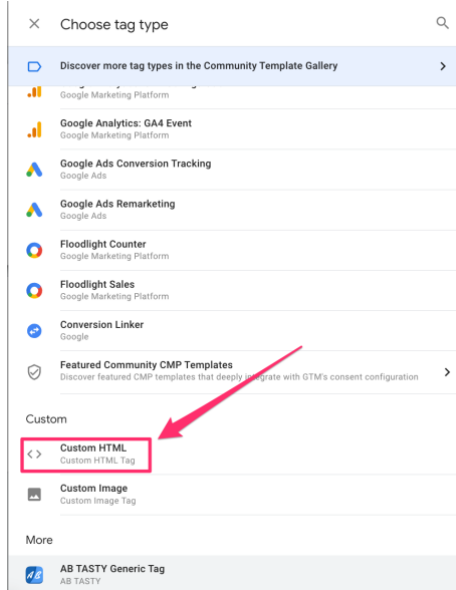 Choose tag type
Discover more tag types in the Community Template Gallery
Google Marketing Platform
Google Analytics: GA4 Event
Google Marketing Platform
Google Ads Conversion Tracking
Google Ads
Google Ads Remarketing
Google Ads
Floodlight Counter
Google Marketing Platform
Floodlight Sales
Google Marketing Platform
Conversion Linker
Google
Featured Community CMP Templates
Discover featured CMP templates that deeply integrate with GTM's consent configuration
Custom
Custom HTML
Custom HTML Tag
Custom Image
Custom Image Tag
More
AB TASTY Generic Tag
AB TASTY